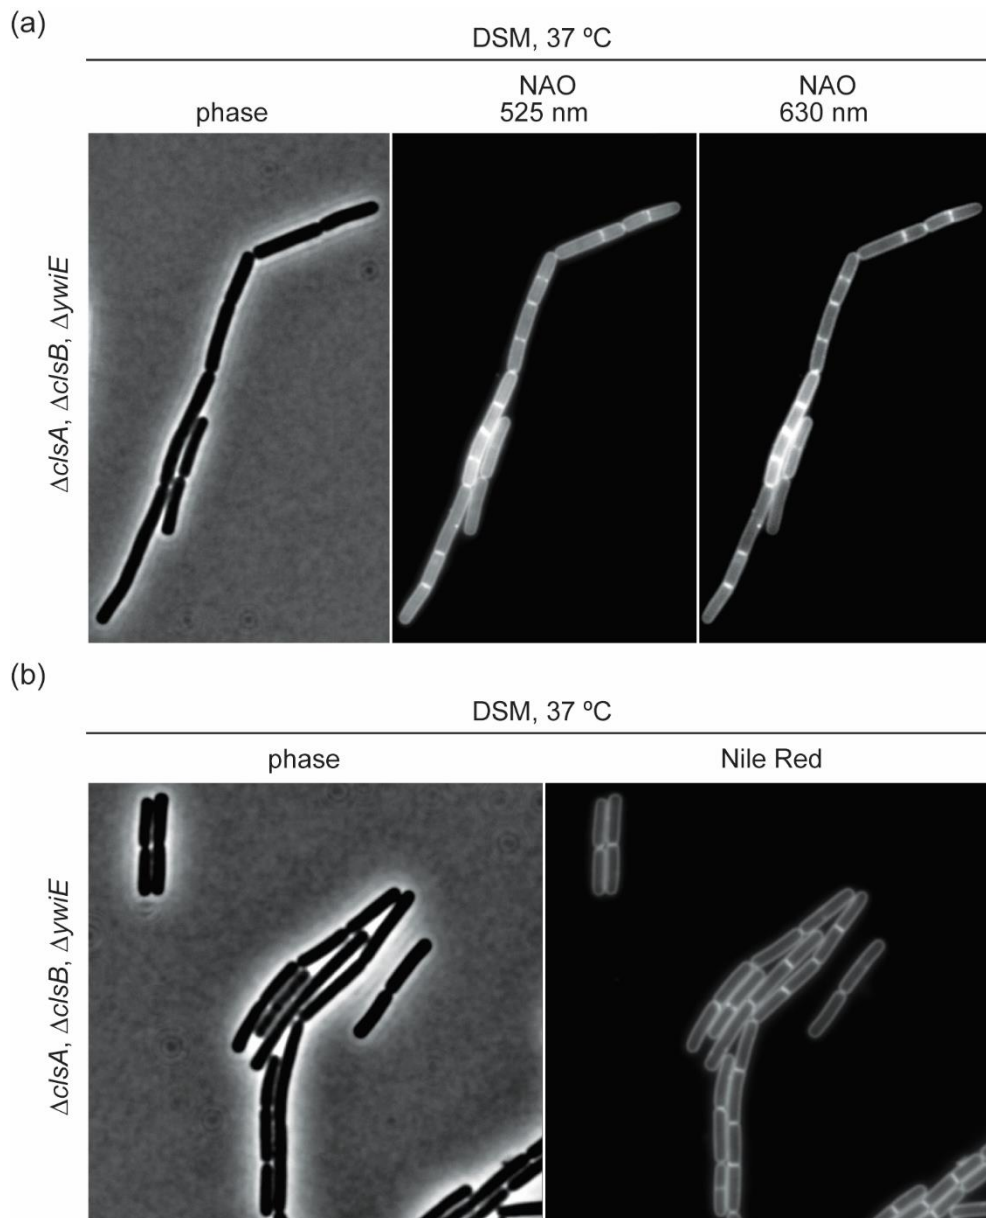 (a)
DSM, 37 ºC
phase
NAO
525 nm
NAO
630 nm
ΔclsA, ΔclsB, ΔywiE
(b)
DSM, 37 ºC
phase
Nile Red
ΔclsA, ΔclsB, ΔywiE